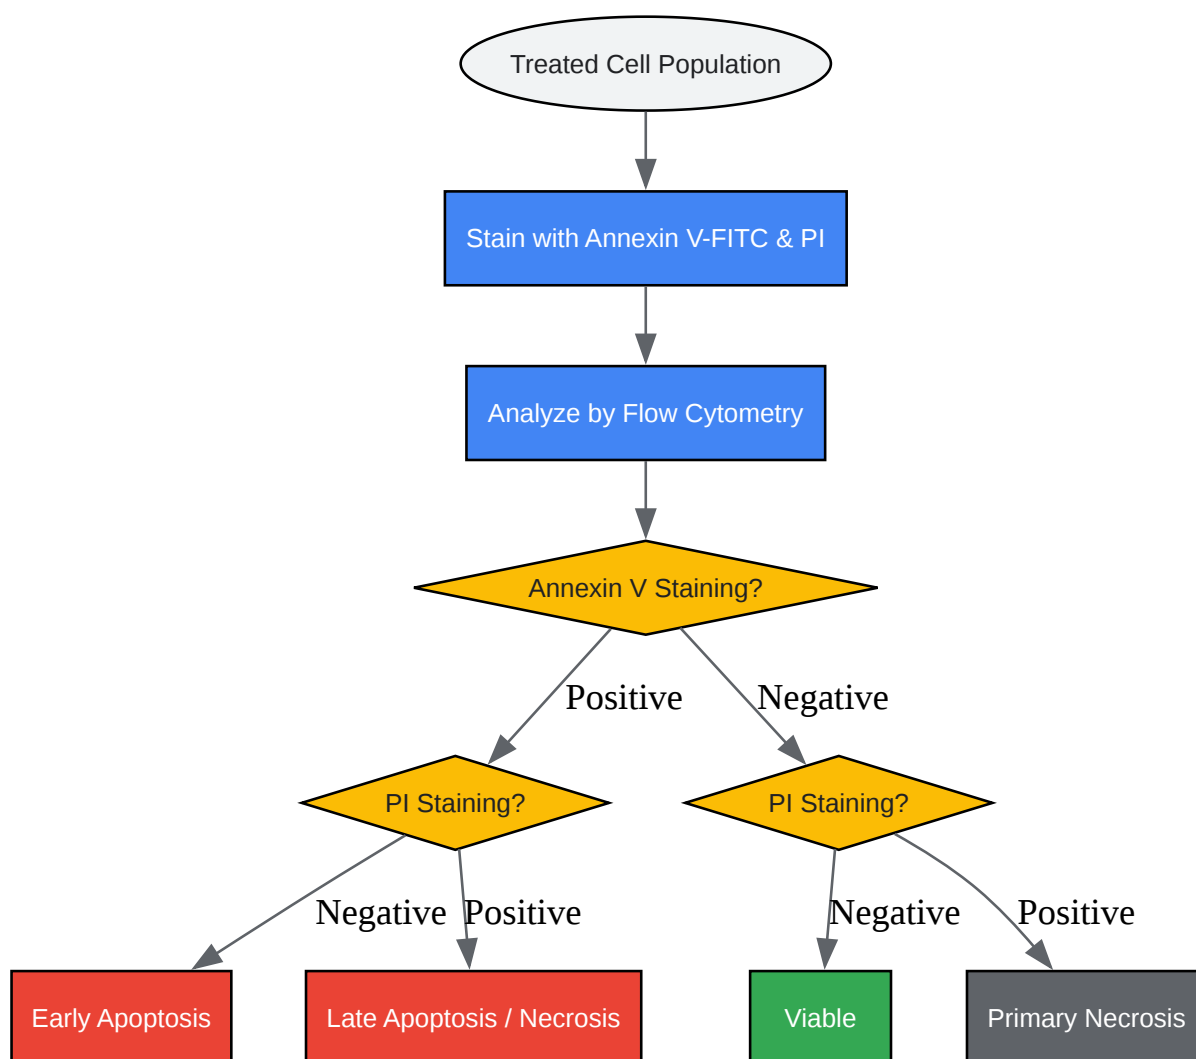 Treated Cell Population
Stain with Annexin V-FITC & PI
Analyze by Flow Cytometry
Annexin V Staining?
Positive
Negative
PI Staining?
PI Staining?
Negative
Positive
Negative
Positive
Early Apoptosis
Late Apoptosis / Necrosis
Viable
Primary Necrosis